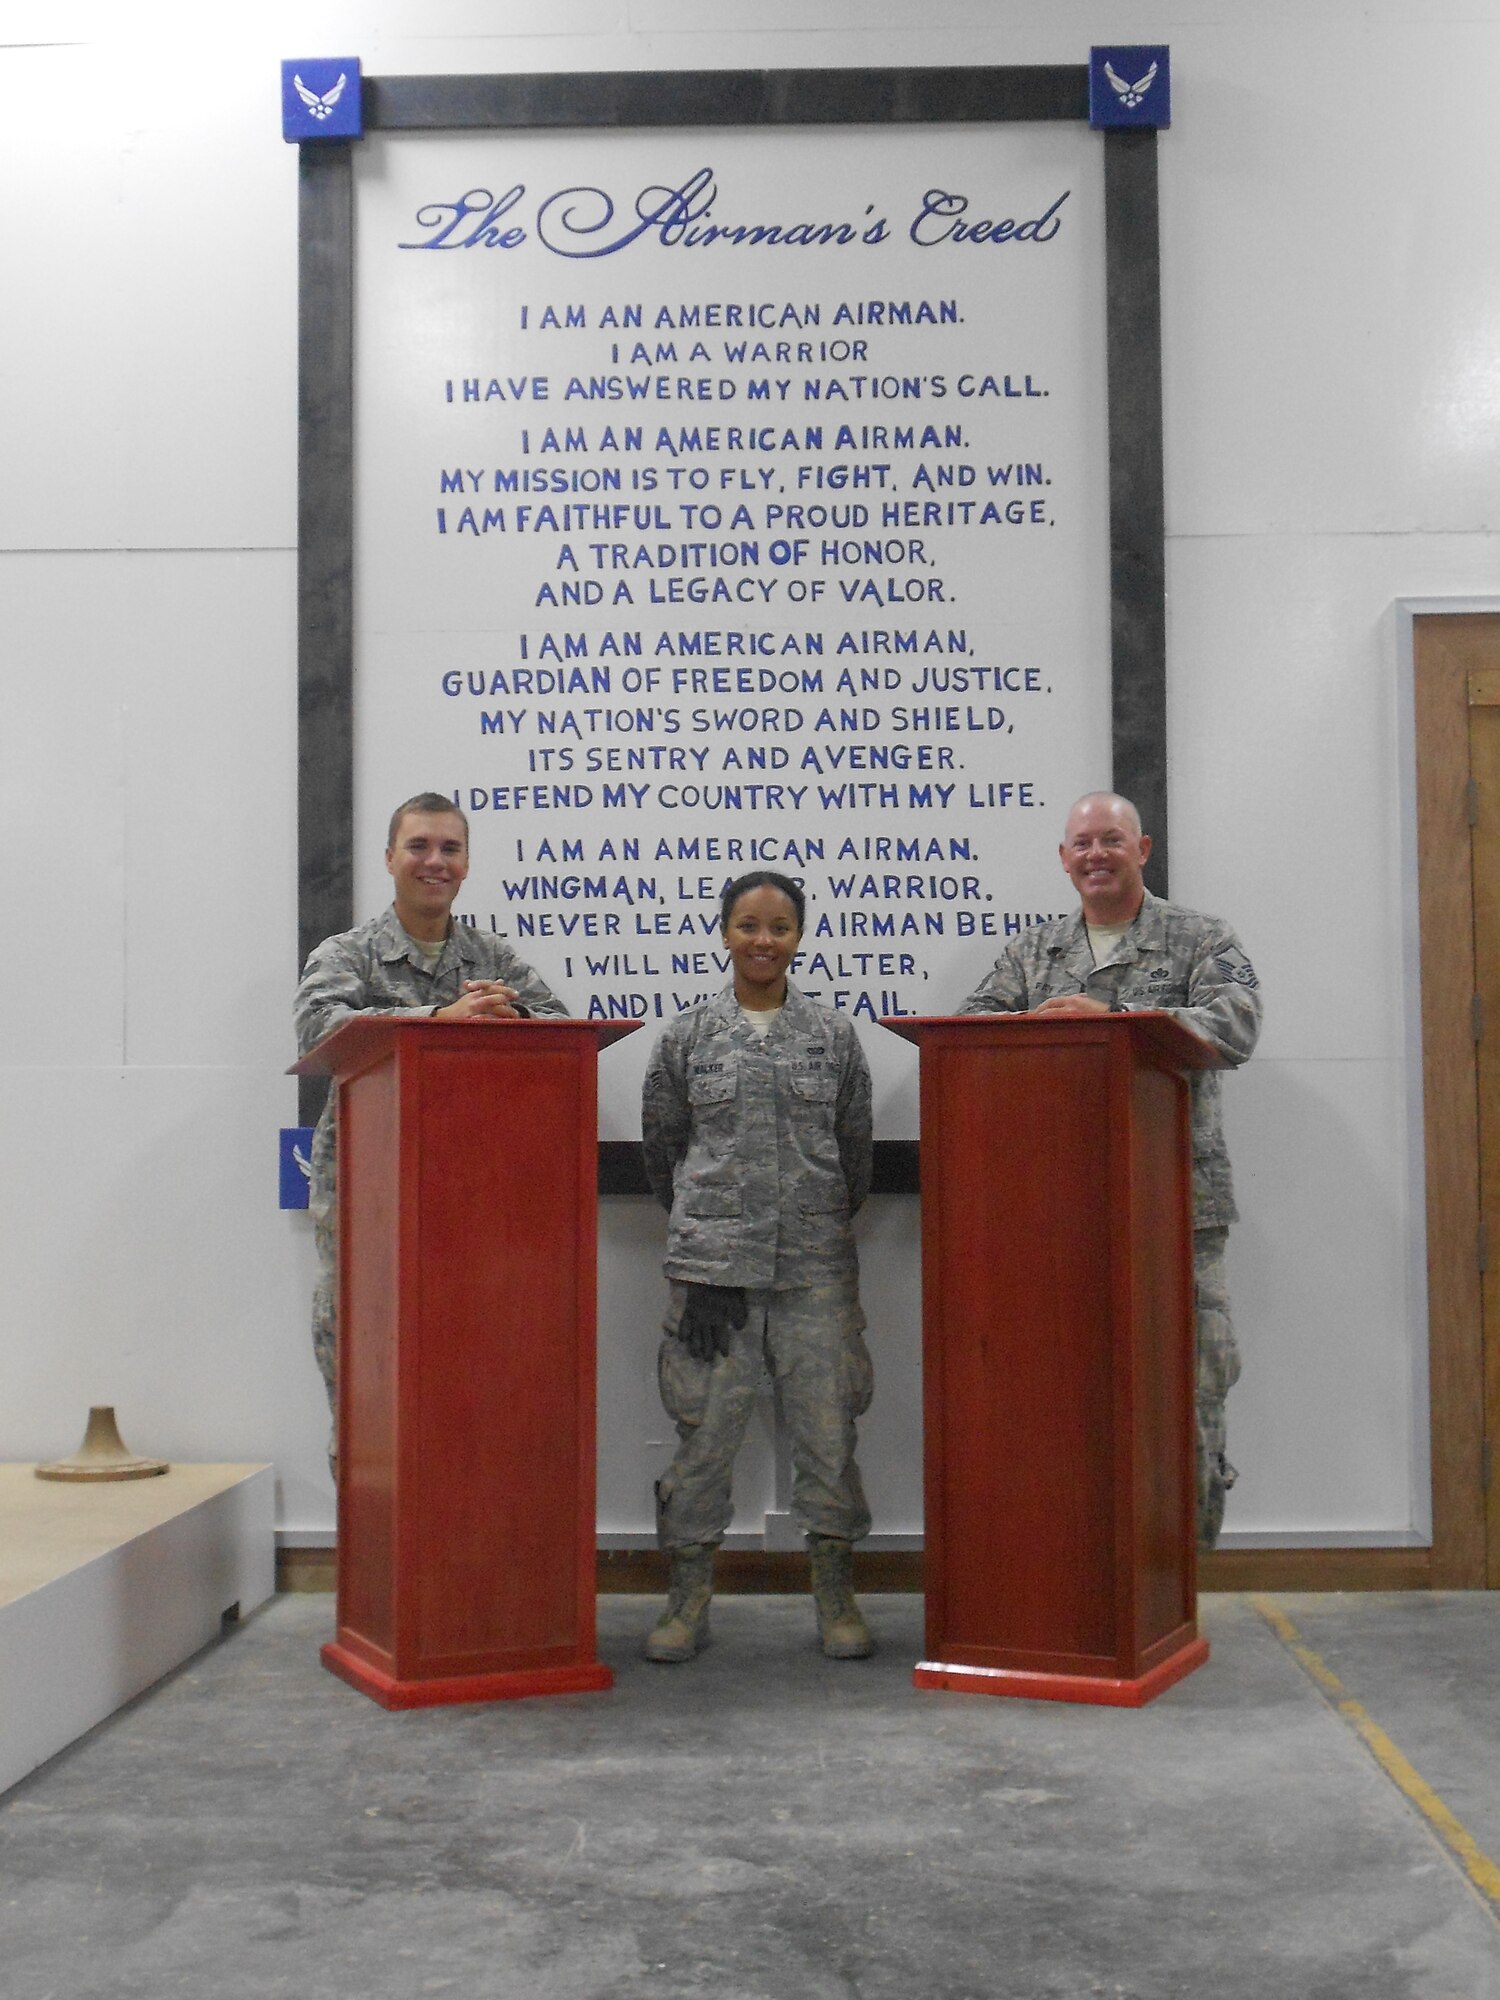 The Airman's Creed
I AM AN AMERICAN AIRMAN.
I AM A WARRIOR
I HAVE ANSWERED MY NATION'S CALL.
I AM AN AMERICAN AIRMAN.
MY MISSION IS TO FLY, FIGHT, AND WIN.
I AM FAITHFUL TO A PROUD HERITAGE,
A TRADITION OF HONOR,
AND A LEGACY OF VALOR.
I AM AN AMERICAN AIRMAN,
GUARDIAN OF FREEDOM AND JUSTICE,
MY NATION'S SWORD AND SHIELD,
ITS SENTRY AND AVENGER.
I DEFEND MY COUNTRY WITH MY LIFE.
I AM AN AMERICAN AIRMAN.
WINGMAN, WARRIOR.
NEVER AIRMAN
I WILL FALTER,
AND I FAIL.
WALKER
U.S. AIR